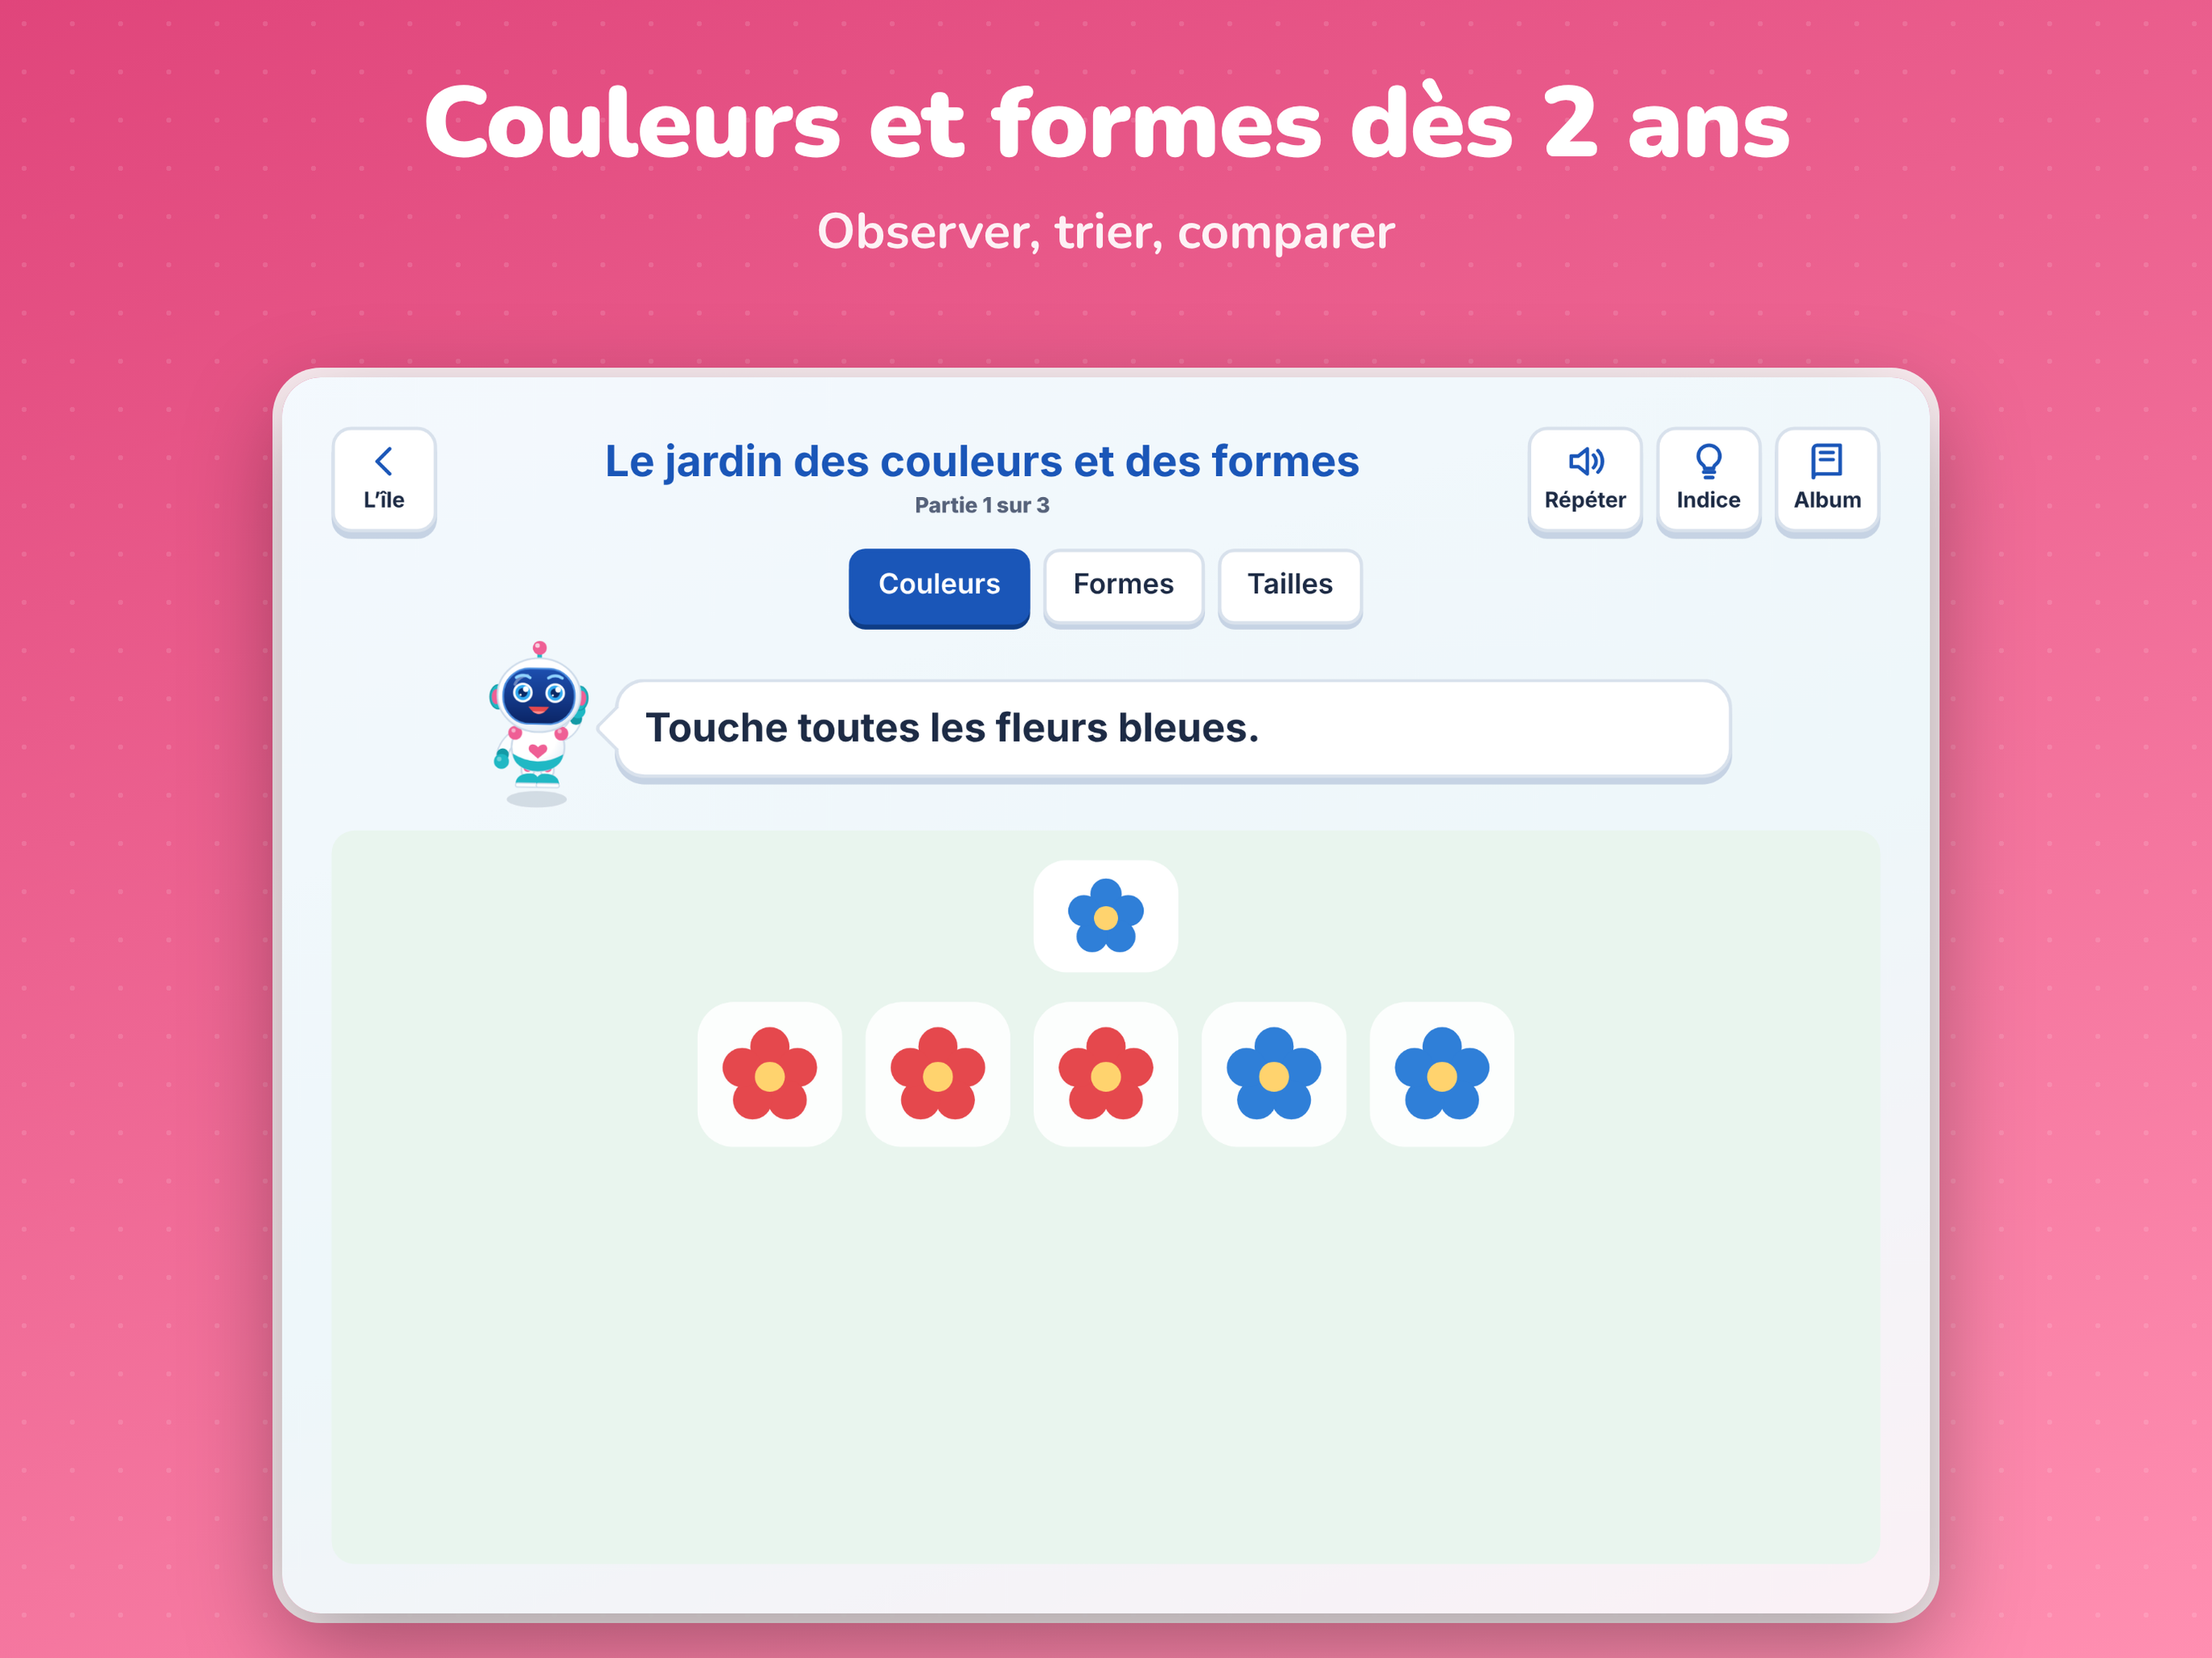 Couleurs et formes dès 2 ans
Observer, trier, comparer
L'île
Le jardin des couleurs et des formes
Partie 1 sur 3
Répéter
Indice
Album
Couleurs
Formes
Tailles
Touche toutes les fleurs bleues.